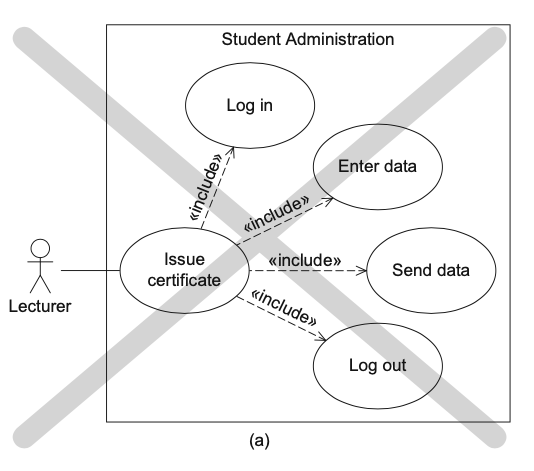 Student Administration
Log in
Enter data
«include»
«include»
Issue
certificate
«include»
Send data
«include»
Lecturer
Log out
(a)